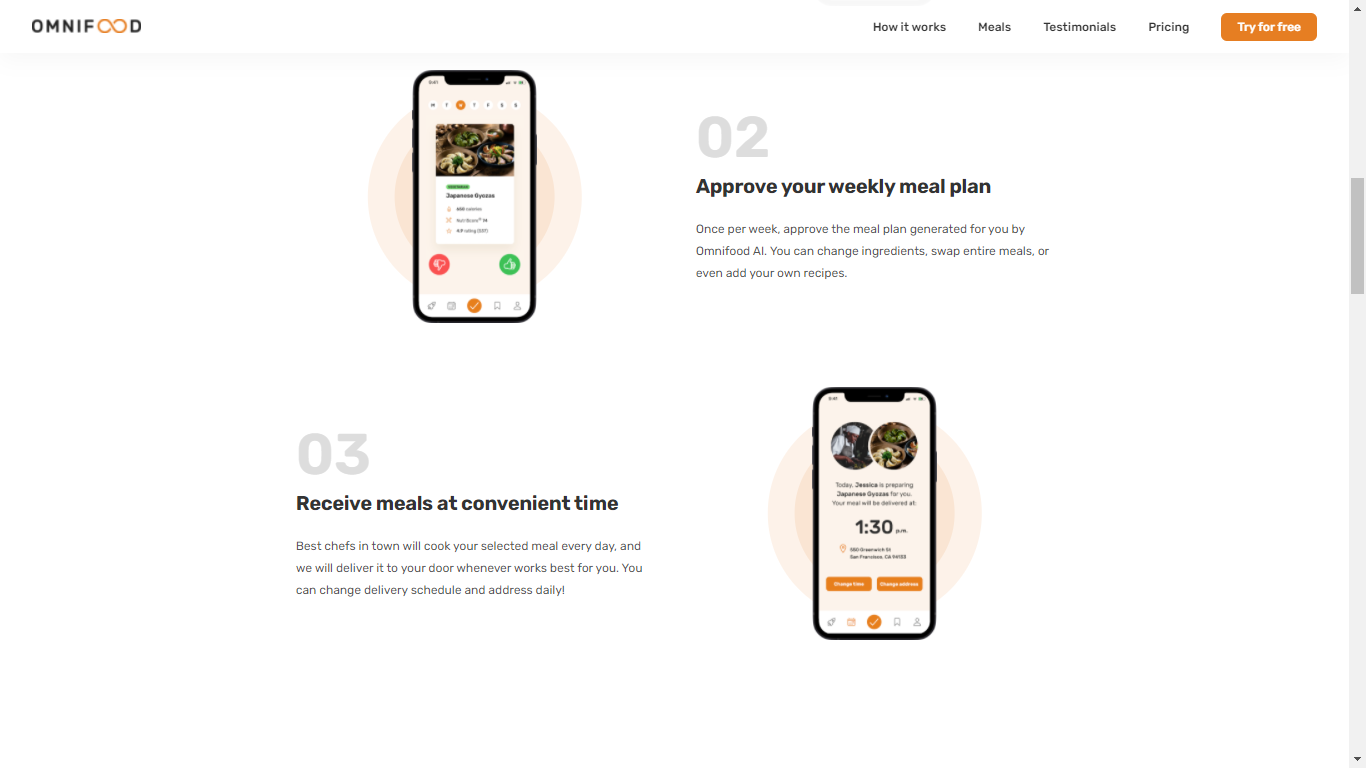 OMNIFOOD
How it works
Meals
Testimonials
Pricing
Try for free
9:41
M T W T F S S
VEGETARIAN
Japanese Gyozas
650 calories
NutriScore® 74
4.9 rating (537)
02
Approve your weekly meal plan
Once per week, approve the meal plan generated for you by
Omnifood AI. You can change ingredients, swap entire meals, or
even add your own recipes.
03
Receive meals at convenient time
Best chefs in town will cook your selected meal every day, and
we will deliver it to your door whenever works best for you. You
can change delivery schedule and address daily!
9:41
Today, Jessica is preparing
Japanese Gyozas for you.
Your meal will be delivered at:
1:30 p.m.
550 Greenwich St
San Francisco, CA 94133
Change time
Change address